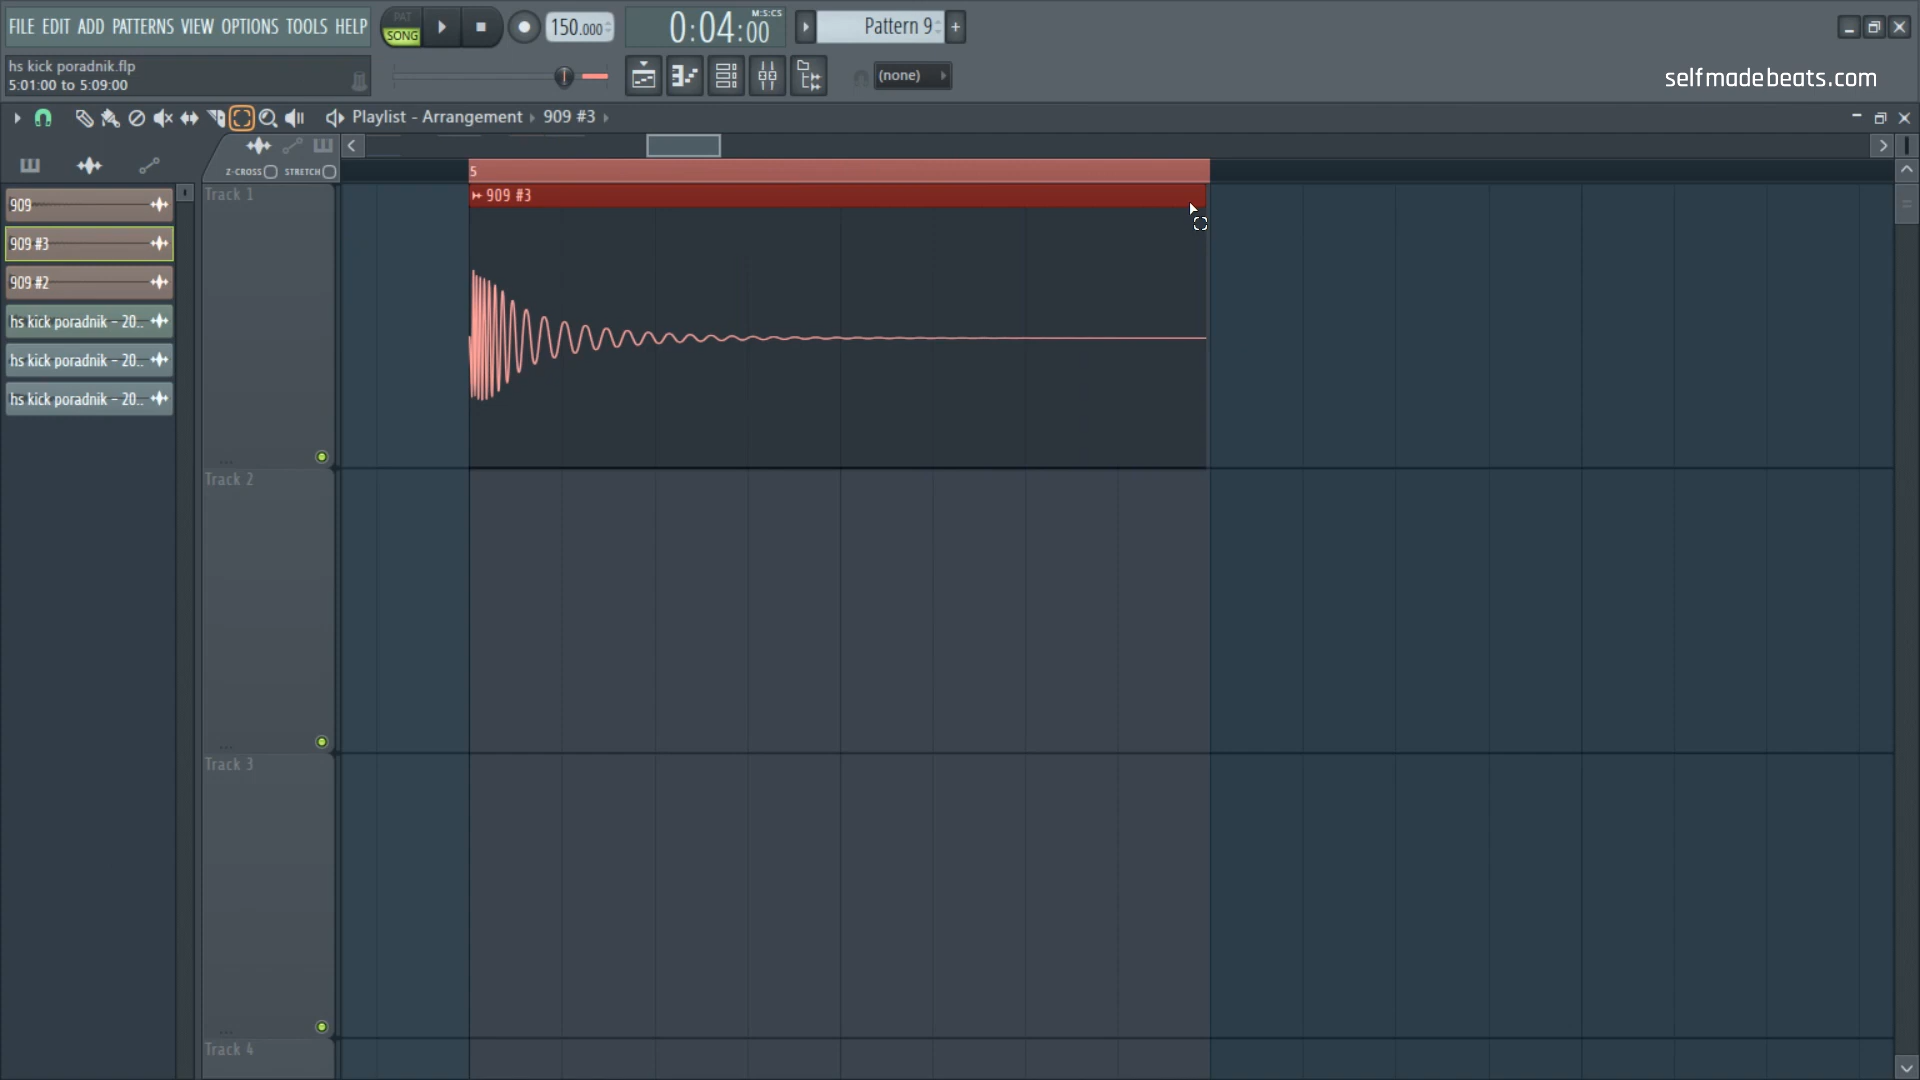 FILE EDIT ADD PATTERNS VIEW OPTIONS TOOLS HELP
PAT
SONG
150.000
0:04:00
M:S:CS
Pattern 9
+
hs kick poradnik.flp
5:01:00 to 5:09:00
(none)
selfmadebeats.com
Playlist - Arrangement › 909 #3 ›
Z-CROSS STRETCH
5
909
909 #3
909 #2
hs kick poradnik - 20..
hs kick poradnik - 20..
hs kick poradnik - 20..
Track 1
909 #3
...
Track 2
...
Track 3
...
Track 4